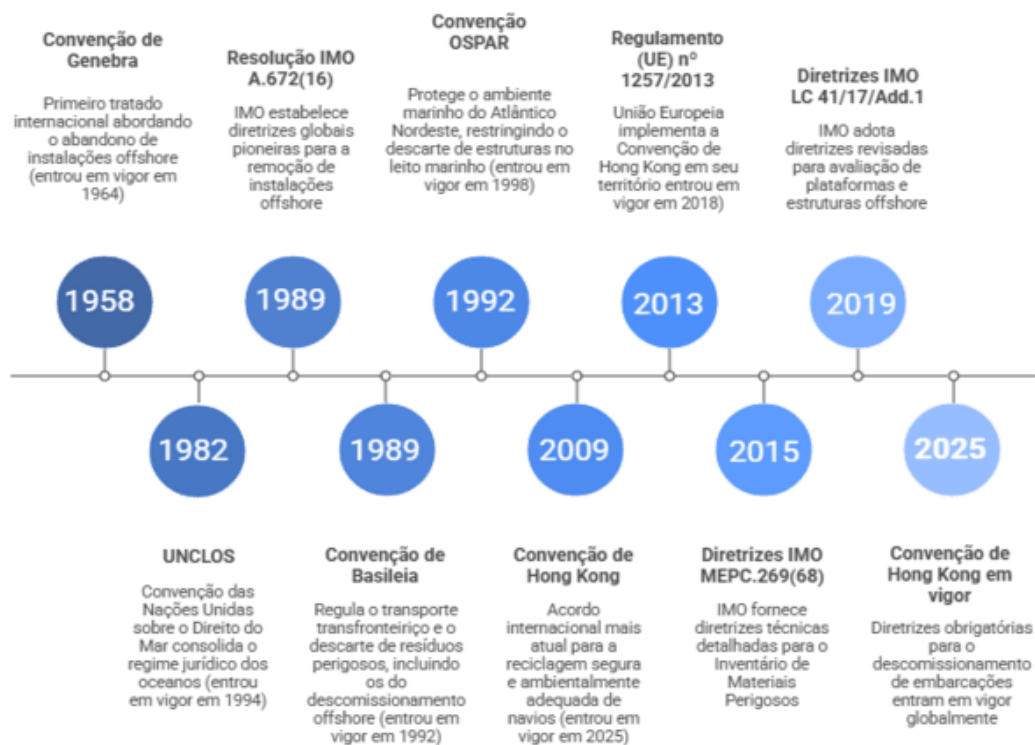 Convenção de
Genebra
Primeiro tratado
internacional abordando
o abandono de
instalações offshore
(entrou em vigor em
1964)
Resolução IMO
A.672(16)
IMO estabelece
diretrizes globais
pioneiras para a
remoção de
instalações
offshore
Convenção
OSPAR
Protege o ambiente
marinho do Atlântico
Nordeste, restringindo o
descarte de estruturas no
leito marinho (entrou em
vigor em 1998)
Regulamento
(UE) nº
1257/2013
União Europeia
implementa a
Convenção de
Hong Kong em seu
território entrou em
vigor em 2018)
Diretrizes IMO
LC 41/17/Add.1
IMO adota
diretrizes revisadas
para avaliação de
plataformas e
estruturas offshore
1958
1989
1992
2013
2019
1982
1989
2009
2015
2025
UNCLOS
Convenção das
Nações Unidas
sobre o Direito do
Mar consolida o
regime jurídico dos
oceanos (entrou
em vigor em 1994)
Convenção de
Basileia
Regula o transporte
transfronteiriço e o
descarte de resíduos
perigosos, incluindo
os do
descomissionamento
offshore (entrou em
vigor em 1992)
Convenção de
Hong Kong
Acordo
internacional mais
atual para a
reciclagem segura
e ambientalmente
adequada de
navios (entrou em
vigor em 2025)
Diretrizes IMO
MEPC.269(68)
IMO fornece
diretrizes técnicas
detalhadas para o
Inventário de
Materiais
Perigosos
Convenção de
Hong Kong em
vigor
Diretrizes obrigatórias
para o
descomissionamento
de embarcações
entram em vigor
globalmente